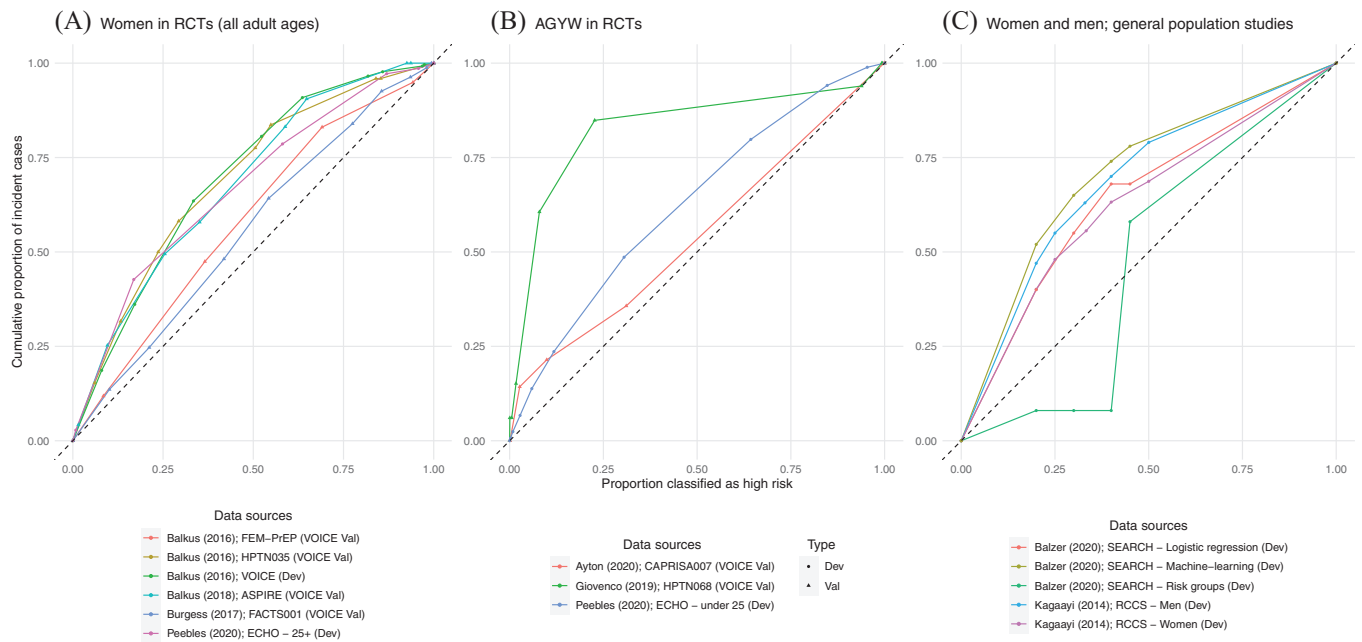 (A) Women in RCTs (all adult ages)
(B) AGYW in RCTs
(C) Women and men; general population studies
Cumulative proportion of incident cases
1.00
0.75
0.50
0.25
0.00
0.00 0.25 0.50 0.75 1.00
1.00
0.75
0.50
0.25
0.00
0.00 0.25 0.50 0.75 1.00
Proportion classified as high risk
1.00
0.75
0.50
0.25
0.00
0.00 0.25 0.50 0.75 1.00
Data sources
Balkus (2016); FEM−PrEP (VOICE Val)
Balkus (2016); HPTN035 (VOICE Val)
Balkus (2016); VOICE (Dev)
Balkus (2018); ASPIRE (VOICE Val)
Burgess (2017); FACTS001 (VOICE Val)
Peebles (2020); ECHO − 25+ (Dev)
Data sources
Ayton (2020); CAPRISA007 (VOICE Val)
Giovenco (2019); HPTN068 (VOICE Val)
Peebles (2020); ECHO − under 25 (Dev)
Type
Dev
Val
Data sources
Balzer (2020); SEARCH − Logistic regression (Dev)
Balzer (2020); SEARCH − Machine−learning (Dev)
Balzer (2020); SEARCH − Risk groups (Dev)
Kagaayi (2014); RCCS − Men (Dev)
Kagaayi (2014); RCCS − Women (Dev)